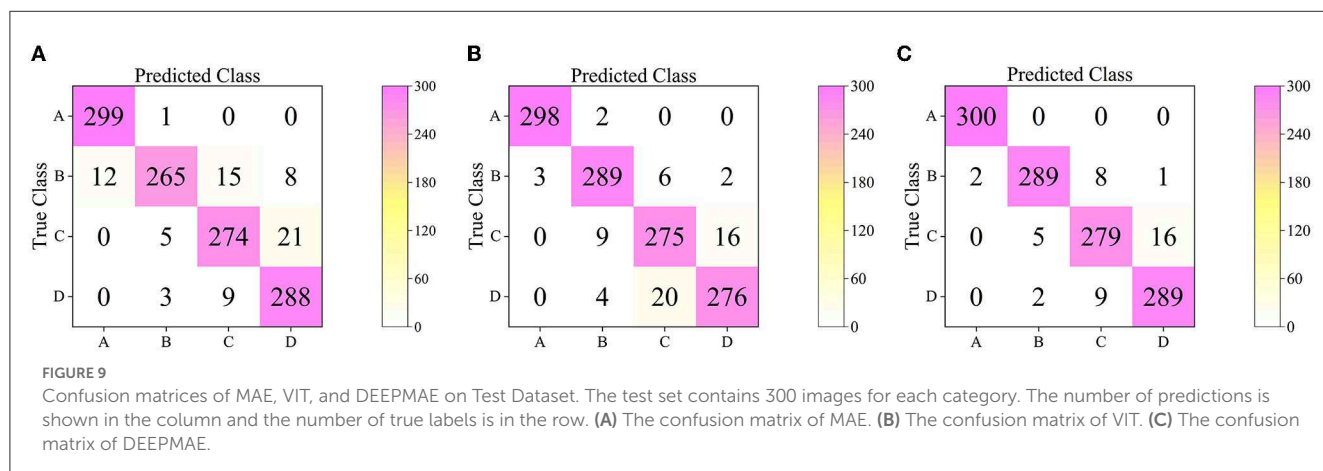 A
Predicted Class
True Class
A 299 1 0 0
B 12 265 15 8
C 0 5 274 21
D 0 3 9 288
A B C D
300
240
180
120
60
0
B
Predicted Class
True Class
A 298 2 0 0
B 3 289 6 2
C 0 9 275 16
D 0 4 20 276
A B C D
300
240
180
120
60
0
C
Predicted Class
True Class
A 300 0 0 0
B 2 289 8 1
C 0 5 279 16
D 0 2 9 289
A B C D
300
240
180
120
60
0
FIGURE 9
Confusion matrices of MAE, VIT, and DEEPMAE on Test Dataset. The test set contains 300 images for each category. The number of predictions is
shown in the column and the number of true labels is in the row. (A) The confusion matrix of MAE. (B) The confusion matrix of VIT. (C) The confusion
matrix of DEEPMAE.